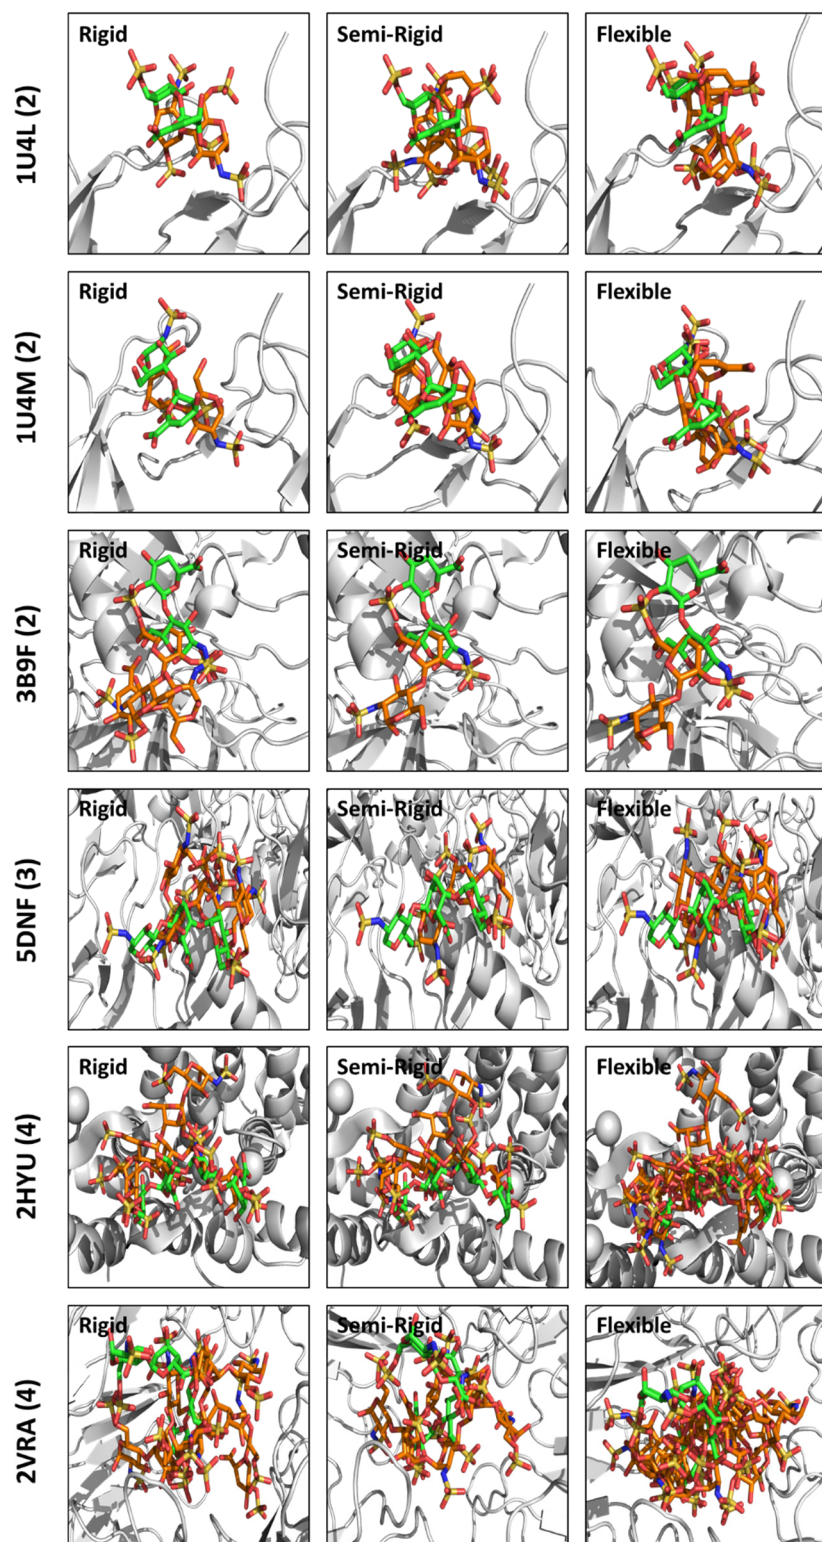 1U4L (2)
Rigid
Semi-Rigid
Flexible
1U4M (2)
Rigid
Semi-Rigid
Flexible
3B9F (2)
Rigid
Semi-Rigid
Flexible
5DNF (3)
Rigid
Semi-Rigid
Flexible
2HYU (4)
Rigid
Semi-Rigid
Flexible
2VRA (4)
Rigid
Semi-Rigid
Flexible